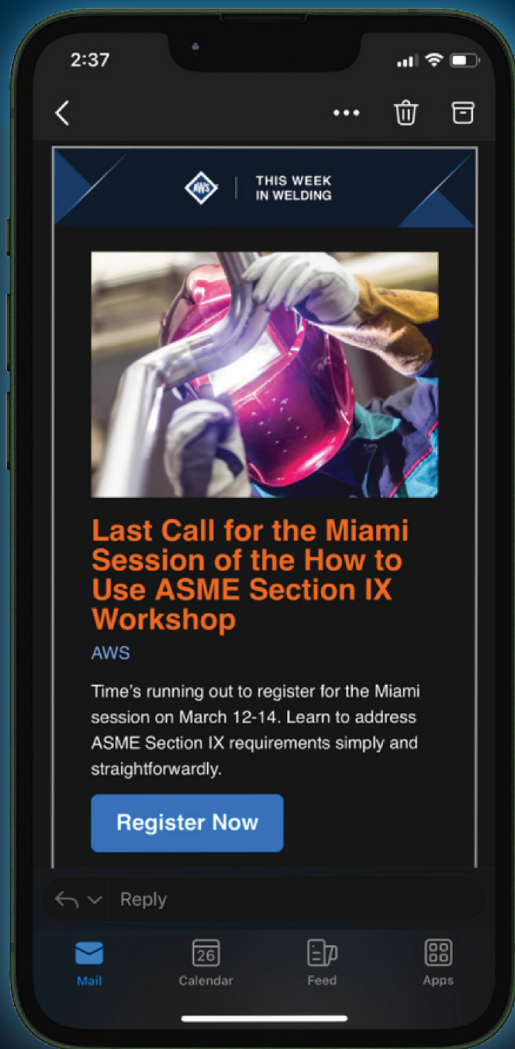 2:37
AWS
THIS WEEK
IN WELDING
Last Call for the Miami
Session of the How to
Use ASME Section IX
Workshop
AWS
Time's running out to register for the Miami
session on March 12-14. Learn to address
ASME Section IX requirements simply and
straightforwardly.
Register Now
Reply
26
Mail
Calendar
Feed
Apps